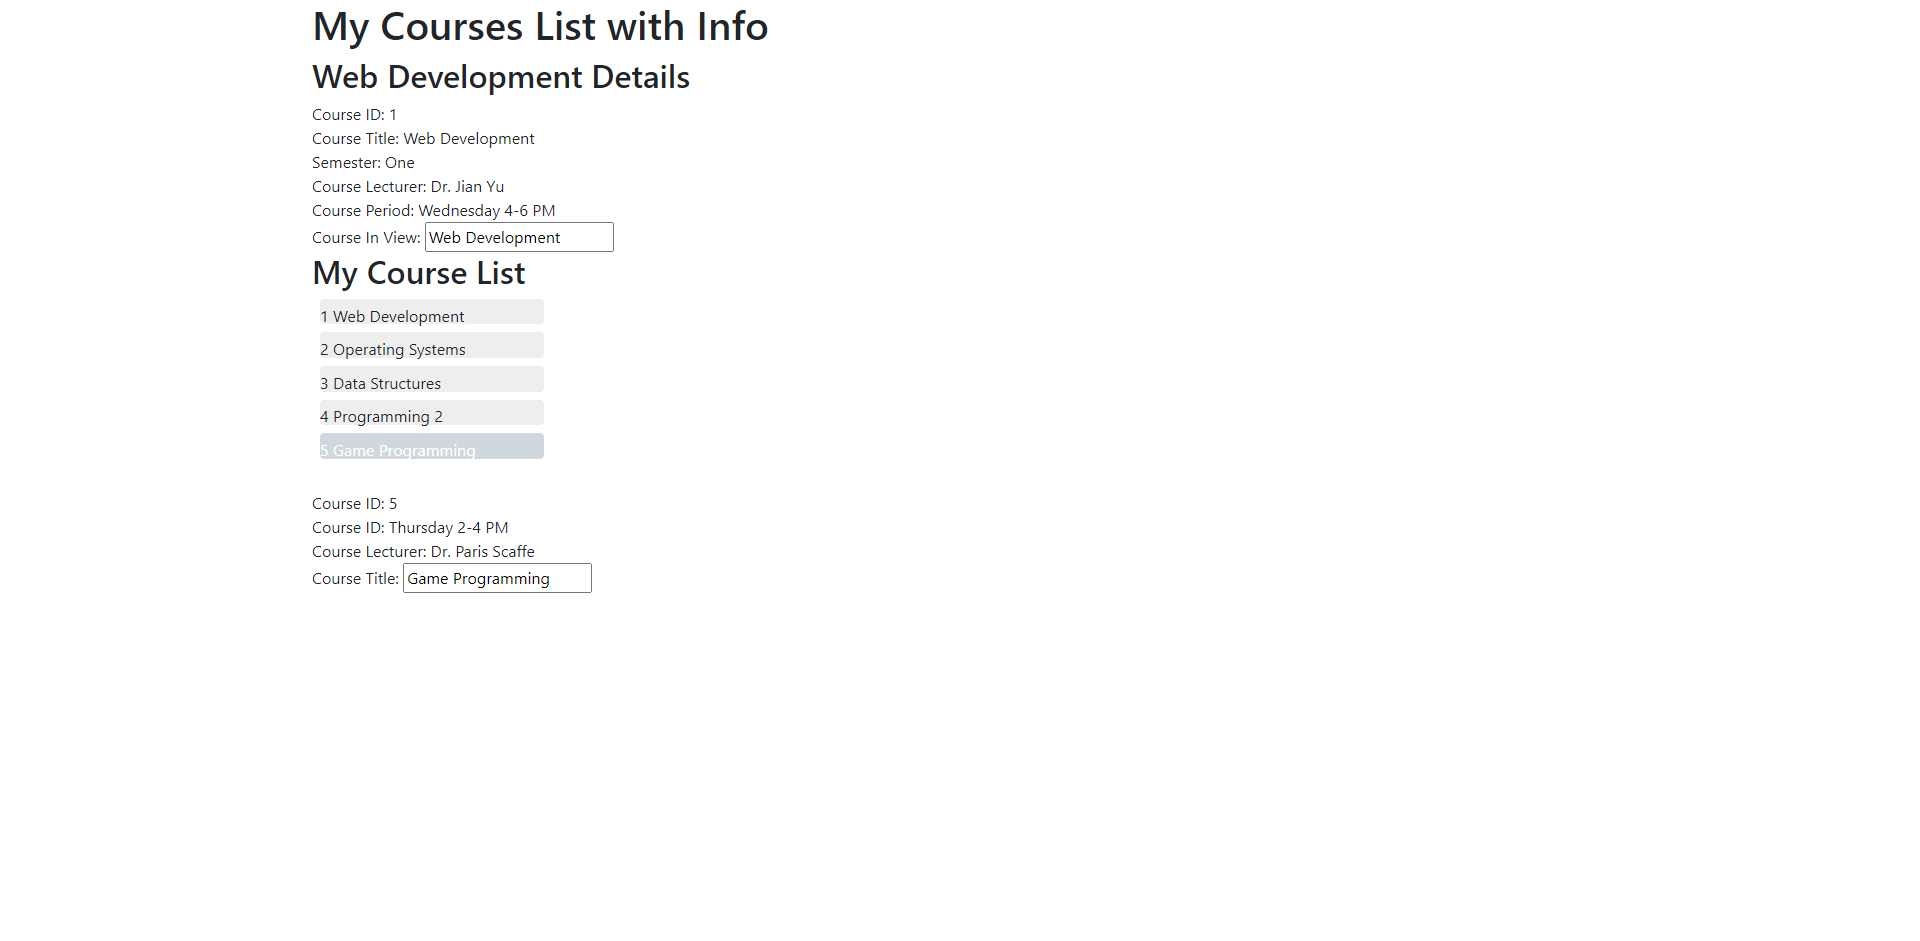 My Courses List with Info
Web Development Details
Course ID: 1
Course Title: Web Development
Semester: One
Course Lecturer: Dr. Jian Yu
Course Period: Wednesday 4-6 PM
Course In View: Web Development
My Course List
1 Web Development
2 Operating Systems
3 Data Structures
4 Programming 2
5 Game Programming
Course ID: 5
Course ID: Thursday 2-4 PM
Course Lecturer: Dr. Paris Scaffe
Course Title: Game Programming